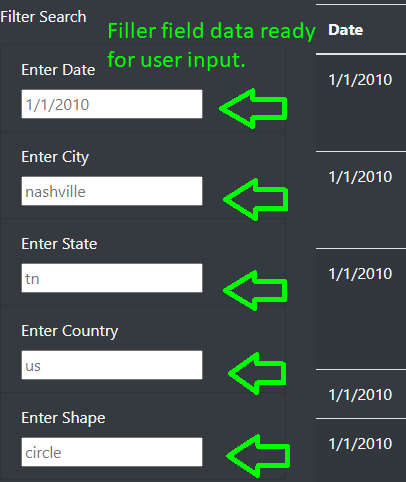 Filter Search
Filler field data ready
for user input.
Enter Date
1/1/2010
Enter City
nashville
Enter State
tn
Enter Country
us
Enter Shape
circle
Date
1/1/2010
1/1/2010
1/1/2010
1/1/2010
1/1/2010